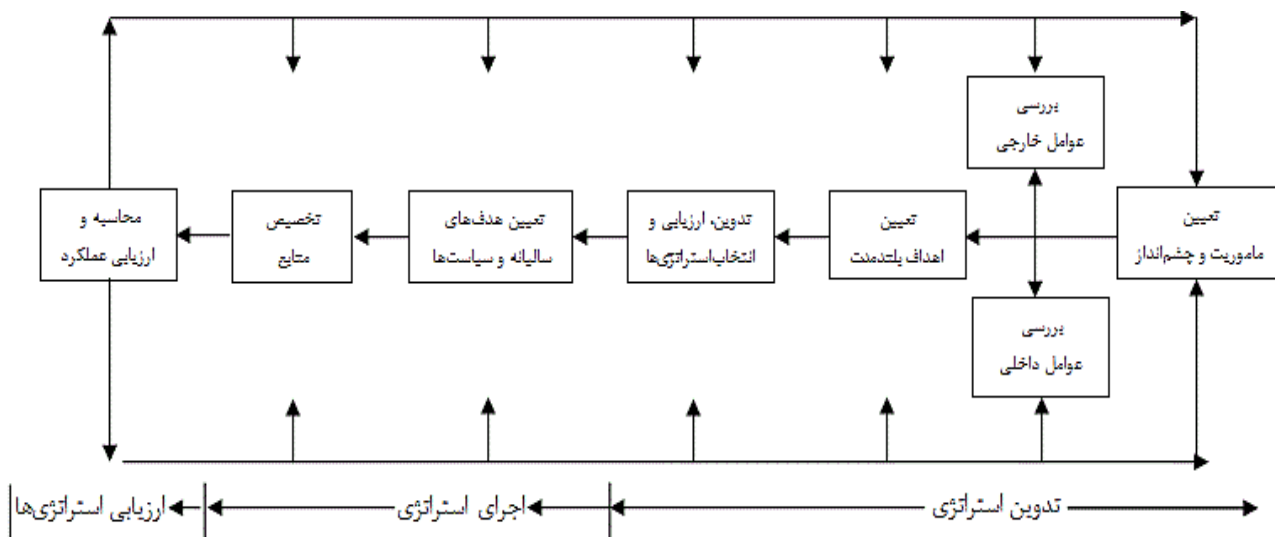 بررسی
عوامل خارجی
تعیین
ماموریت و چشم‌انداز
تعیین
اهداف بلندمدت
تدوین، ارزیابی و
انتخاب استراتژی‌ها
تعیین هدف‌های
سالیانه و سیاست‌ها
تخصیص
منابع
محاسبه و
ارزیابی عملکرد
بررسی
عوامل داخلی
تدوین استراتژی
اجرای استراتژی
ارزیابی استراتژی‌ها